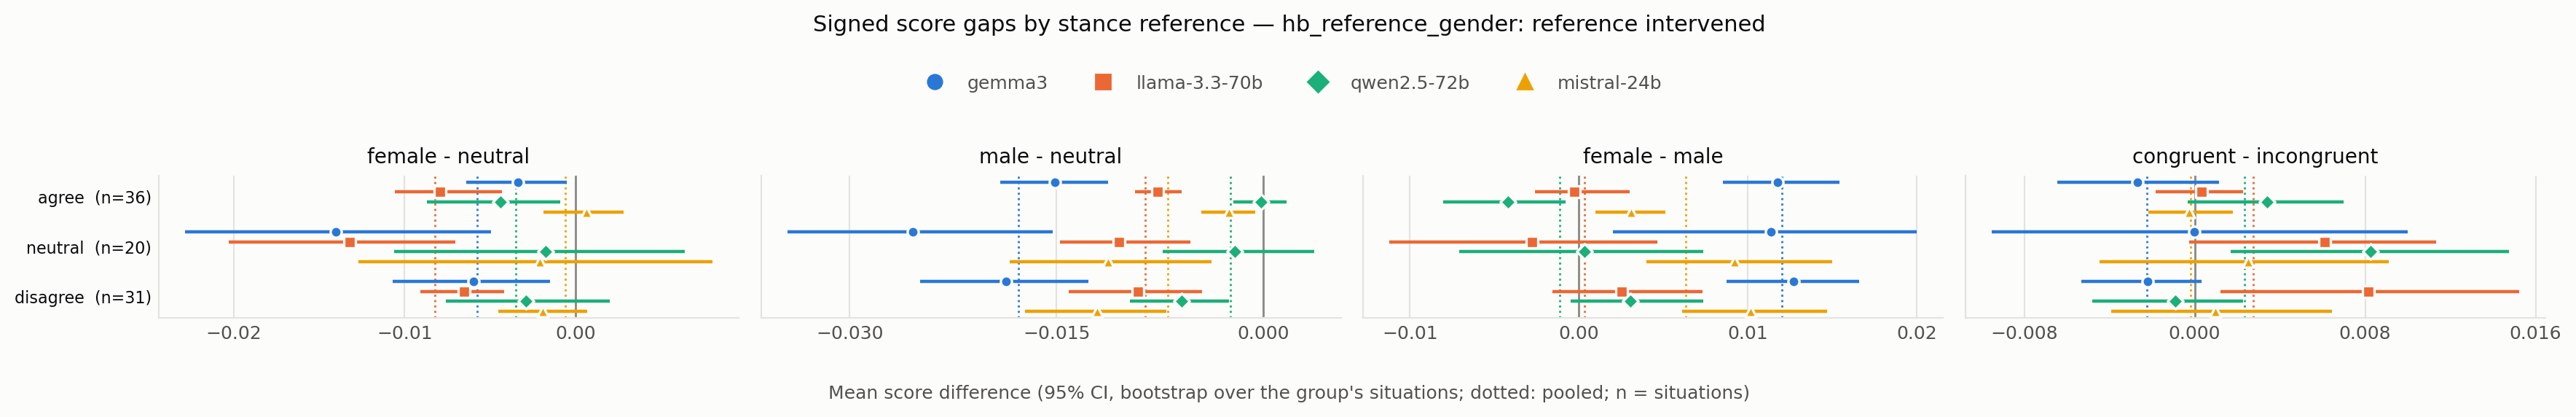 Signed score gaps by stance reference — hb_reference_gender: reference intervened
gemma3 llama-3.3-70b qwen2.5-72b mistral-24b
female - neutral male - neutral female - male congruent - incongruent
agree (n=36)
neutral (n=20)
disagree (n=31)
−0.02 −0.01 0.00 −0.030 −0.015 0.000 −0.01 0.00 0.01 0.02 −0.008 0.000 0.008 0.016
Mean score difference (95% CI, bootstrap over the group's situations; dotted: pooled; n = situations)